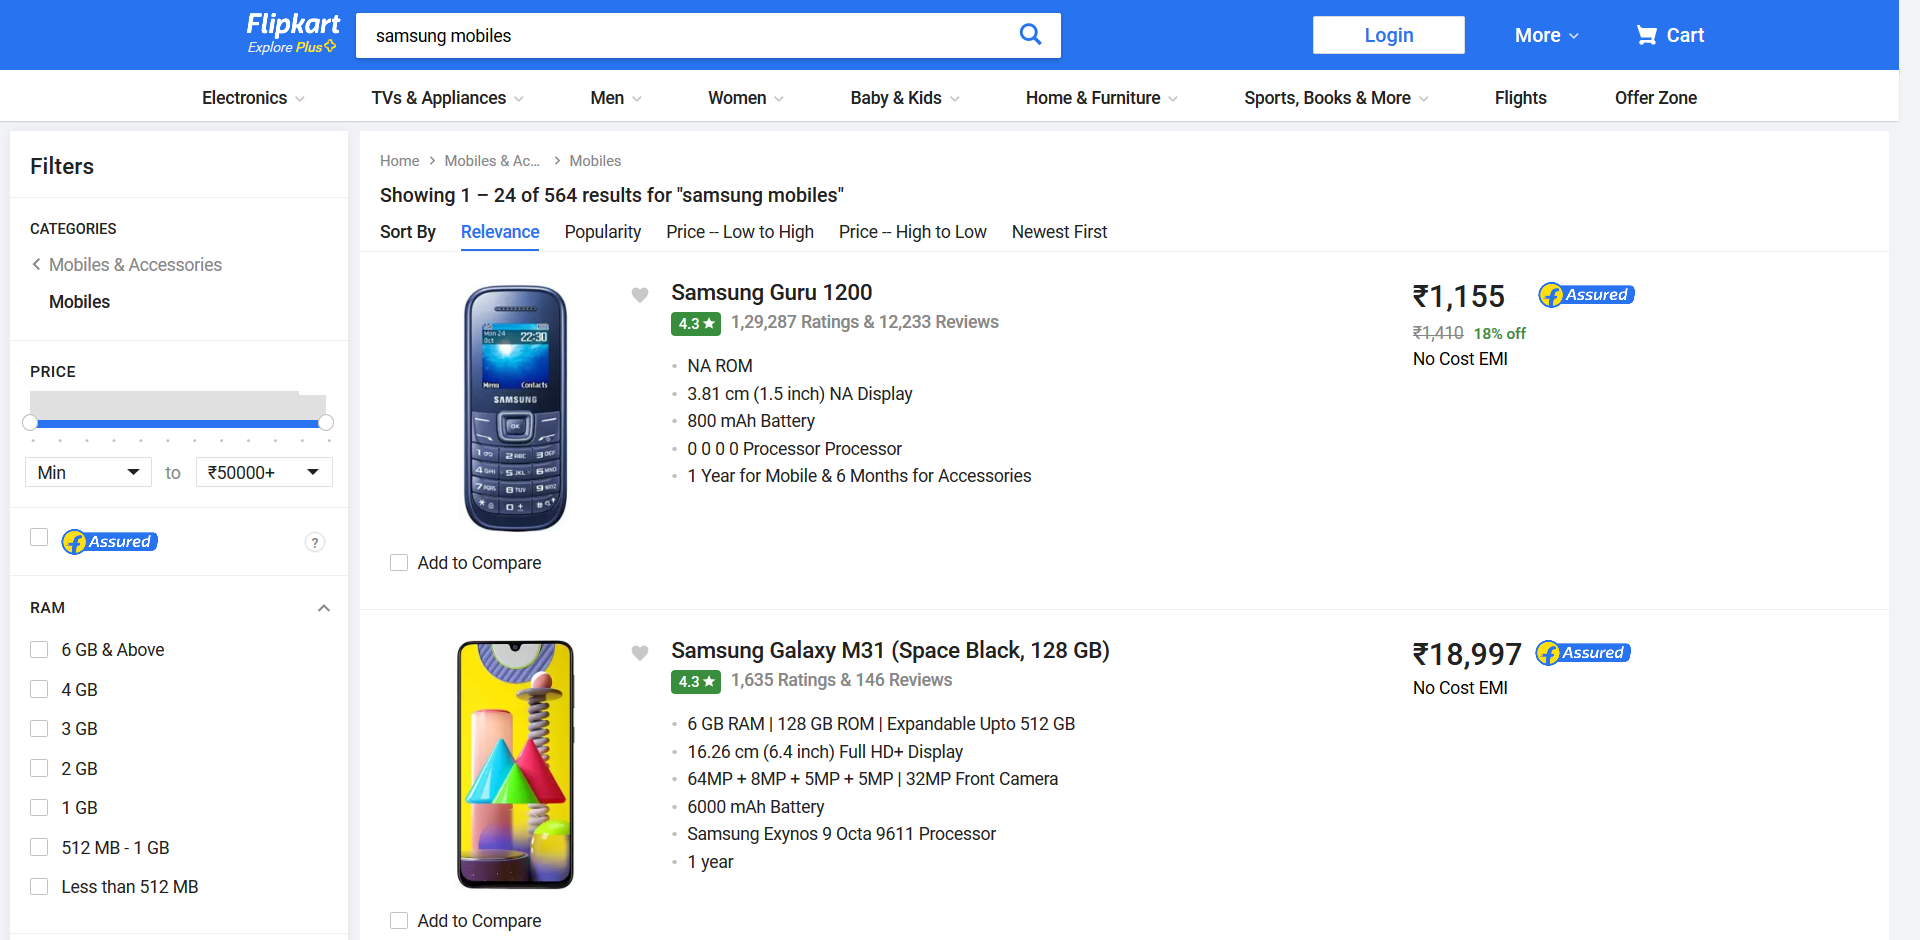 Flipkart
Explore Plus
samsung mobiles
Login
More
Cart
Electronics
TVs & Appliances
Men
Women
Baby & Kids
Home & Furniture
Sports, Books & More
Flights
Offer Zone
Filters
CATEGORIES
Mobiles & Accessories
Mobiles
PRICE
Min
to
₹50000+
Assured
?
RAM
6 GB & Above
4 GB
3 GB
2 GB
1 GB
512 MB - 1 GB
Less than 512 MB
Home > Mobiles & Ac... > Mobiles
Showing 1 – 24 of 564 results for "samsung mobiles"
Sort By Relevance Popularity Price -- Low to High Price -- High to Low Newest First
Mon 24
Oct
22:30
Menu Contacts
SAMSUNG
OK
Samsung Guru 1200
4.3 ★ 1,29,287 Ratings & 12,233 Reviews
NA ROM
3.81 cm (1.5 inch) NA Display
800 mAh Battery
0 0 0 0 Processor Processor
1 Year for Mobile & 6 Months for Accessories
₹1,155
Assured
₹1,410 18% off
No Cost EMI
Add to Compare
Samsung Galaxy M31 (Space Black, 128 GB)
4.3 ★ 1,635 Ratings & 146 Reviews
6 GB RAM | 128 GB ROM | Expandable Upto 512 GB
16.26 cm (6.4 inch) Full HD+ Display
64MP + 8MP + 5MP + 5MP | 32MP Front Camera
6000 mAh Battery
Samsung Exynos 9 Octa 9611 Processor
1 year
₹18,997
Assured
No Cost EMI
Add to Compare